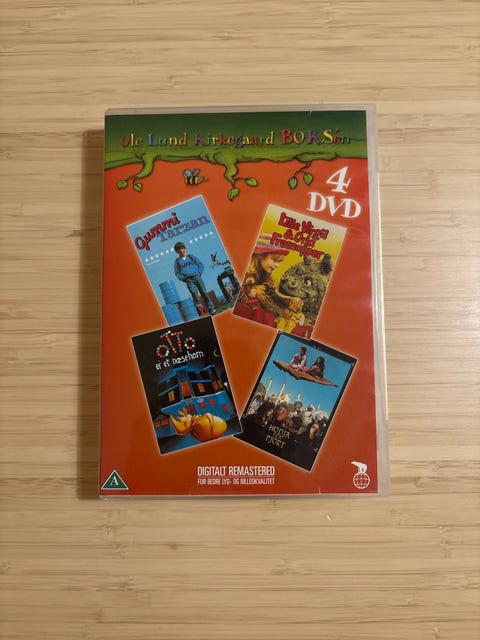 Ole Lund Kirkegaard BOKSen
4
DVD
Gummi
Tarzan
Lille Virgil
& Orla
Frøsnapper
OTTO
er et næsehorn
HODJA
FRA
PJORT
DIGITALT REMASTERED
FOR BEDRE LYD- OG BILLEDKVALITET
A